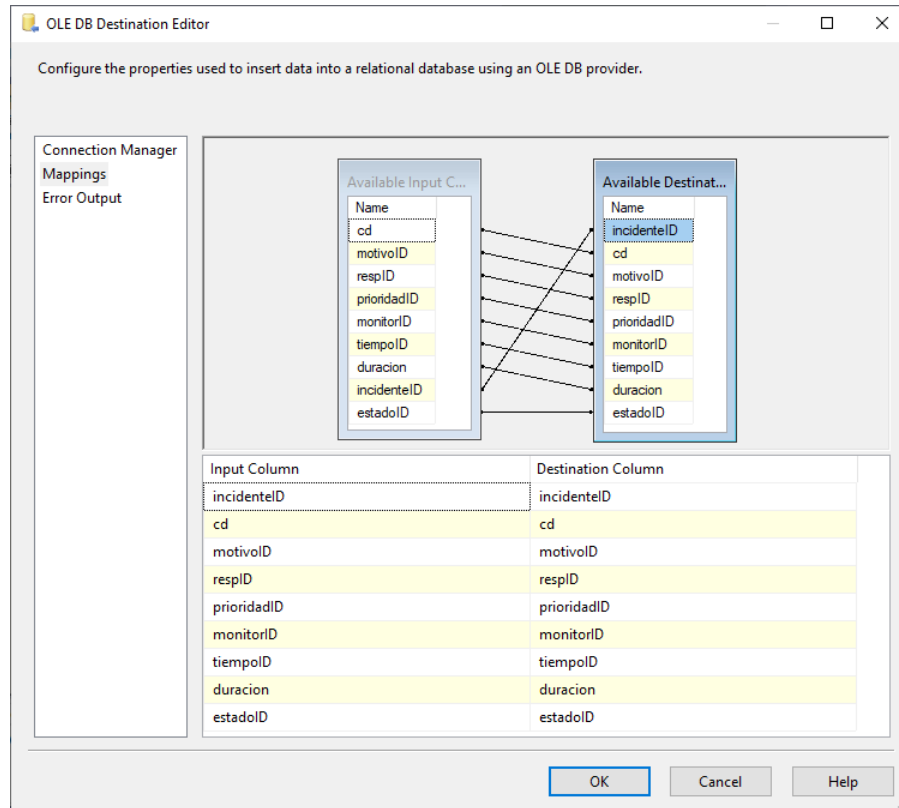 OLE DB Destination Editor
Configure the properties used to insert data into a relational database using an OLE DB provider.
Connection Manager
Mappings
Error Output
Available Input C...
Name
cd
motivoID
respID
prioridadID
monitorID
tiempoID
duracion
incidenteID
estadoID
Available Destinat...
Name
incidenteID
cd
motivoID
respID
prioridadID
monitorID
tiempoID
duracion
estadoID
Input Column Destination Column
incidenteID incidenteID
cd cd
motivoID motivoID
respID respID
prioridadID prioridadID
monitorID monitorID
tiempoID tiempoID
duracion duracion
estadoID estadoID
OK Cancel Help